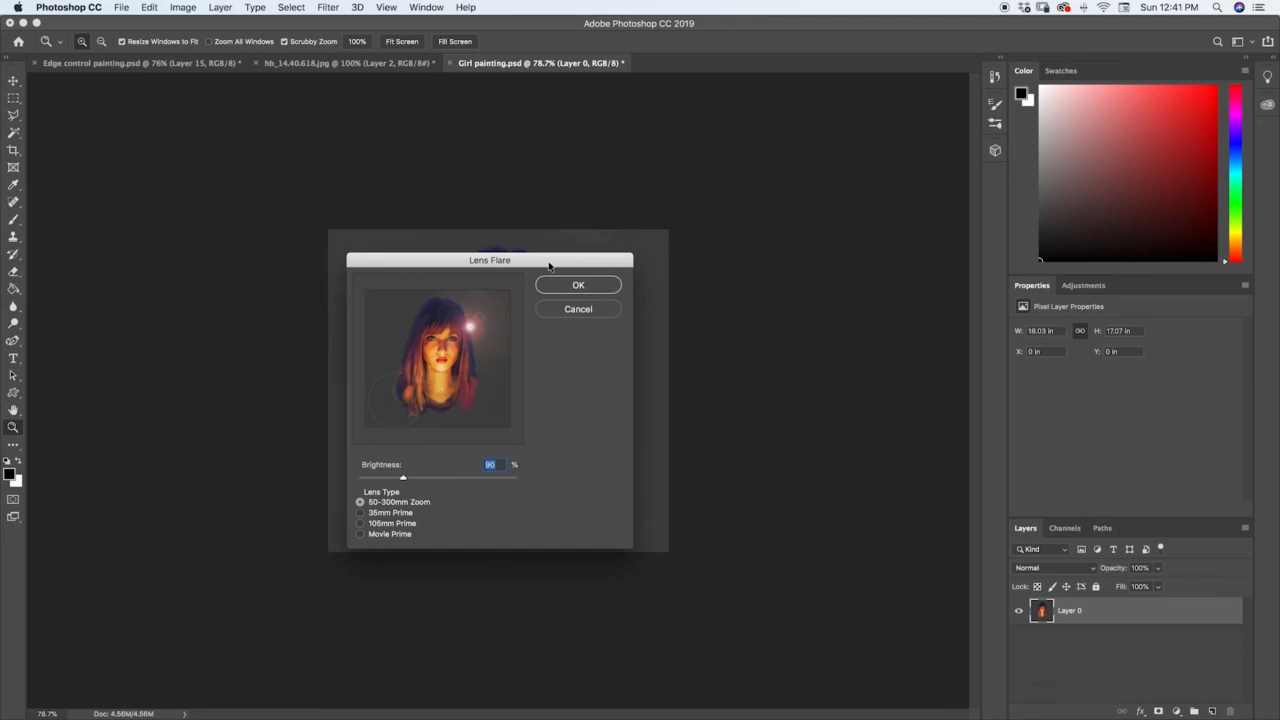 Photoshop CC File Edit Image Layer Type Select Filter 3D View Window Help Sun 12:41 PM
Adobe Photoshop CC 2019
Resize Windows to Fit Zoom All Windows Scrubby Zoom 100% Fit Screen Fill Screen
Edge control painting.psd @ 76% (Layer 15, RGB/8) * hb_14.40.618.jpg @ 100% (Layer 2, RGB/8#) * Girl painting.psd @ 78.7% (Layer 0, RGB/8) *
Color Swatches
Lens Flare
OK
Cancel
Brightness: 90 %
Lens Type
50-300mm Zoom
35mm Prime
105mm Prime
Movie Prime
Properties Adjustments
Pixel Layer Properties
W: 18.03 in H: 17.07 in
X: 0 in Y: 0 in
Layers Channels Paths
Kind
Normal Opacity: 100%
Lock: Fill: 100%
Layer 0
78.7% Doc: 4.56M/4.56M